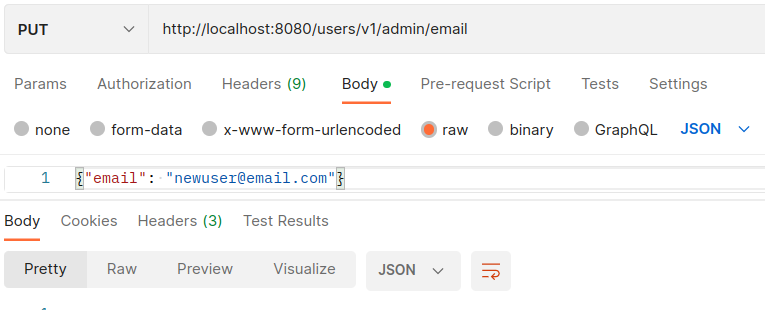 PUT http://localhost:8080/users/v1/admin/email
Params Authorization Headers (9) Body Pre-request Script Tests Settings
none form-data x-www-form-urlencoded raw binary GraphQL JSON
1 {"email": "newuser@email.com"}
Body Cookies Headers (3) Test Results
Pretty Raw Preview Visualize JSON